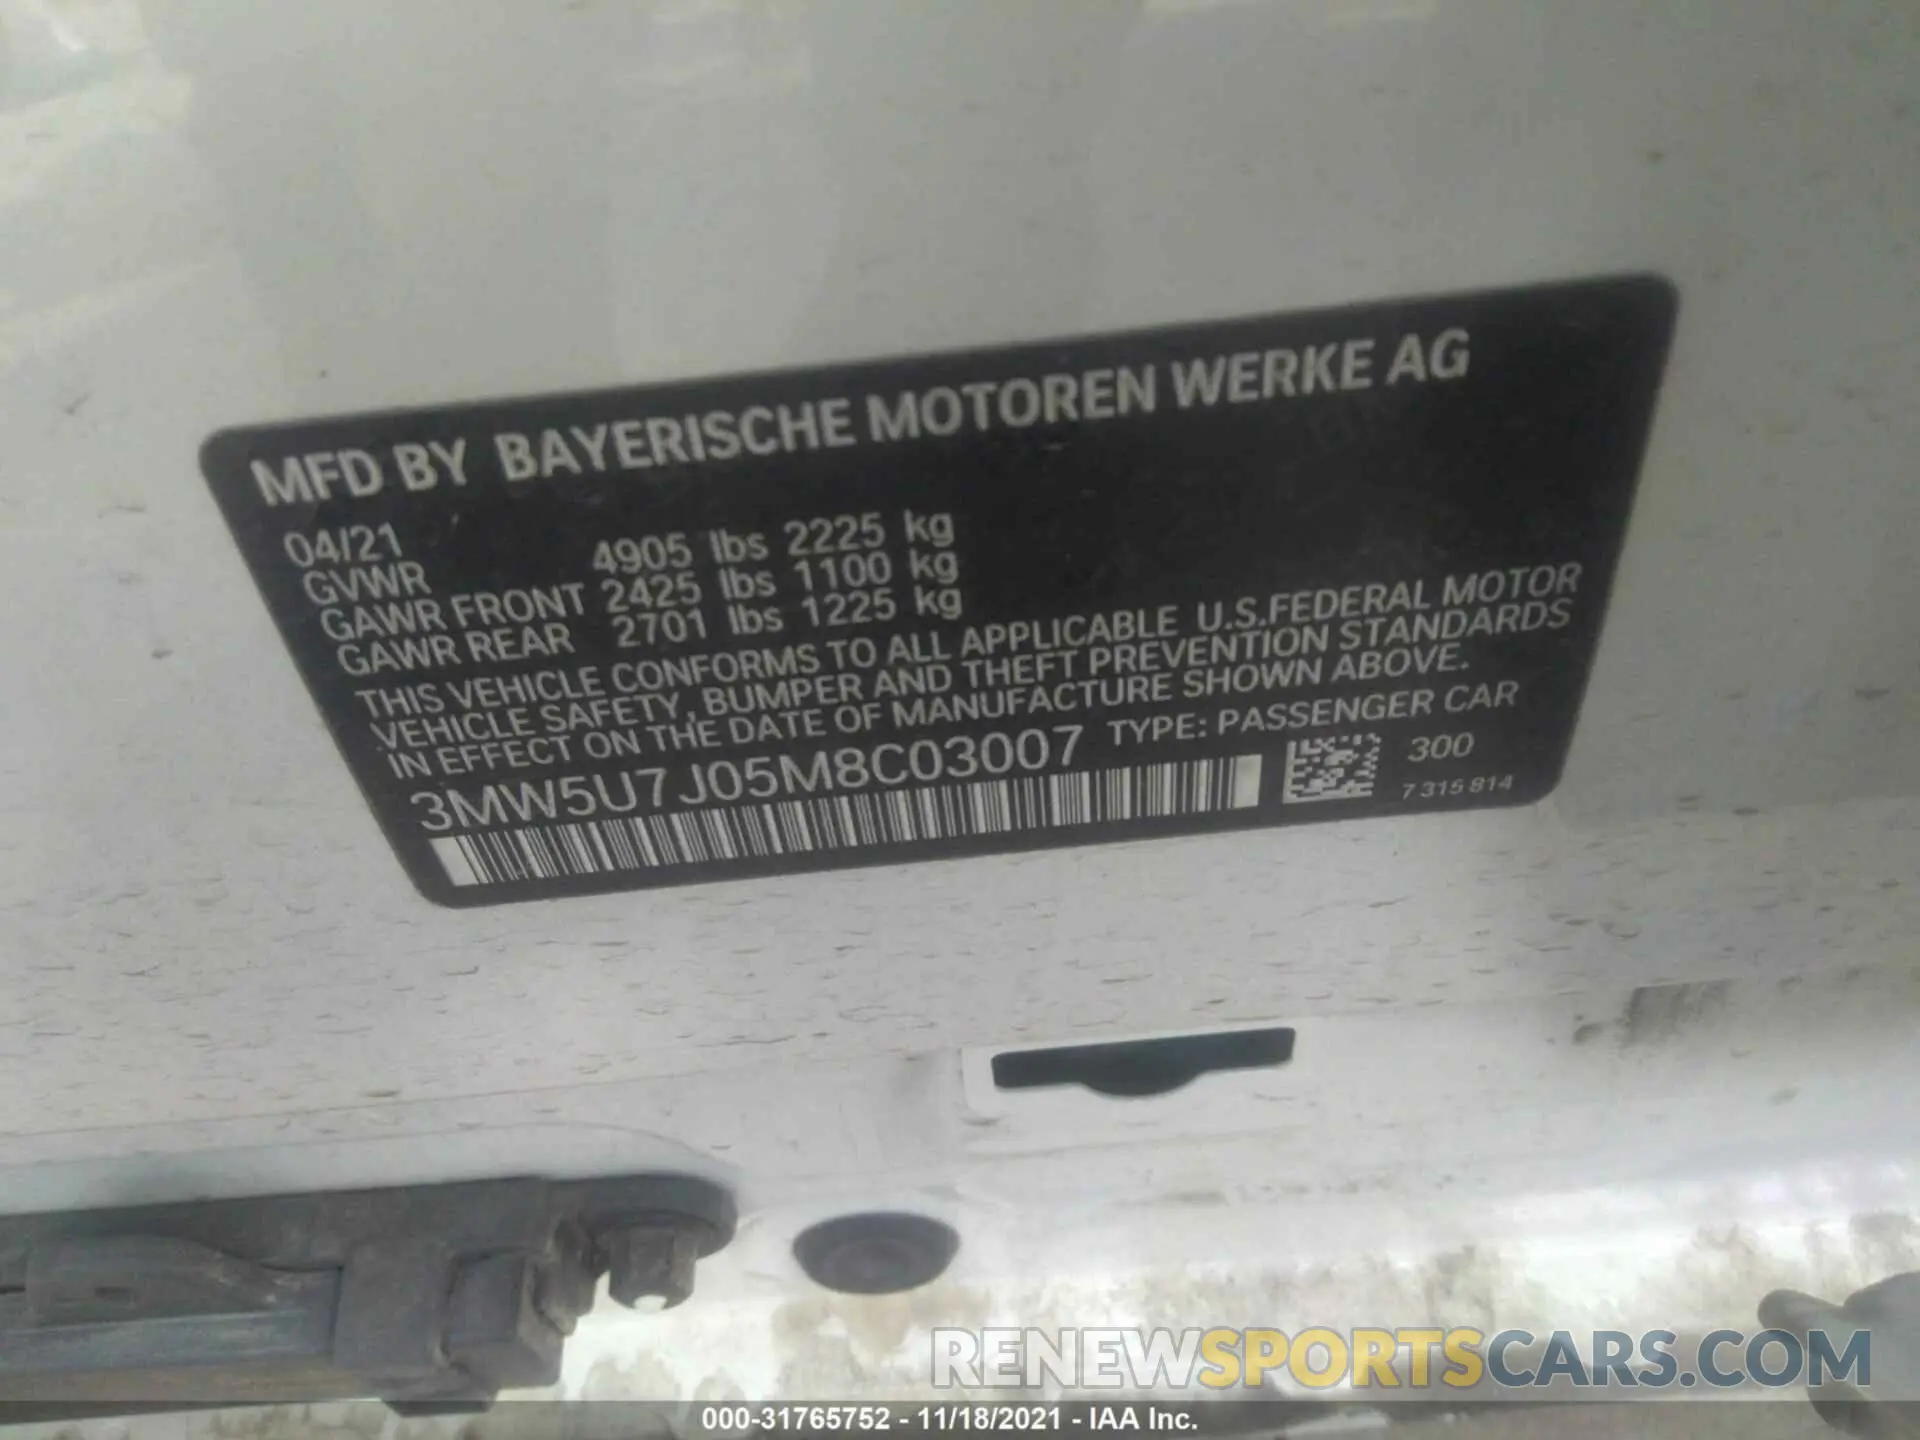 MFD BY BAYERISCHE MOTOREN WERKE AG
04/21
GVWR 4905 lbs 2225 kg
GAWR FRONT 2425 lbs 1100 kg
GAWR REAR 2701 lbs 1225 kg
THIS VEHICLE CONFORMS TO ALL APPLICABLE U.S.FEDERAL MOTOR
VEHICLE SAFETY, BUMPER AND THEFT PREVENTION STANDARDS
IN EFFECT ON THE DATE OF MANUFACTURE SHOWN ABOVE.
3MW5U7J05M8C03007 TYPE: PASSENGER CAR
300
7 315 814
RENEWSPORTSCARS.COM
000-31765752 - 11/18/2021 - IAA Inc.